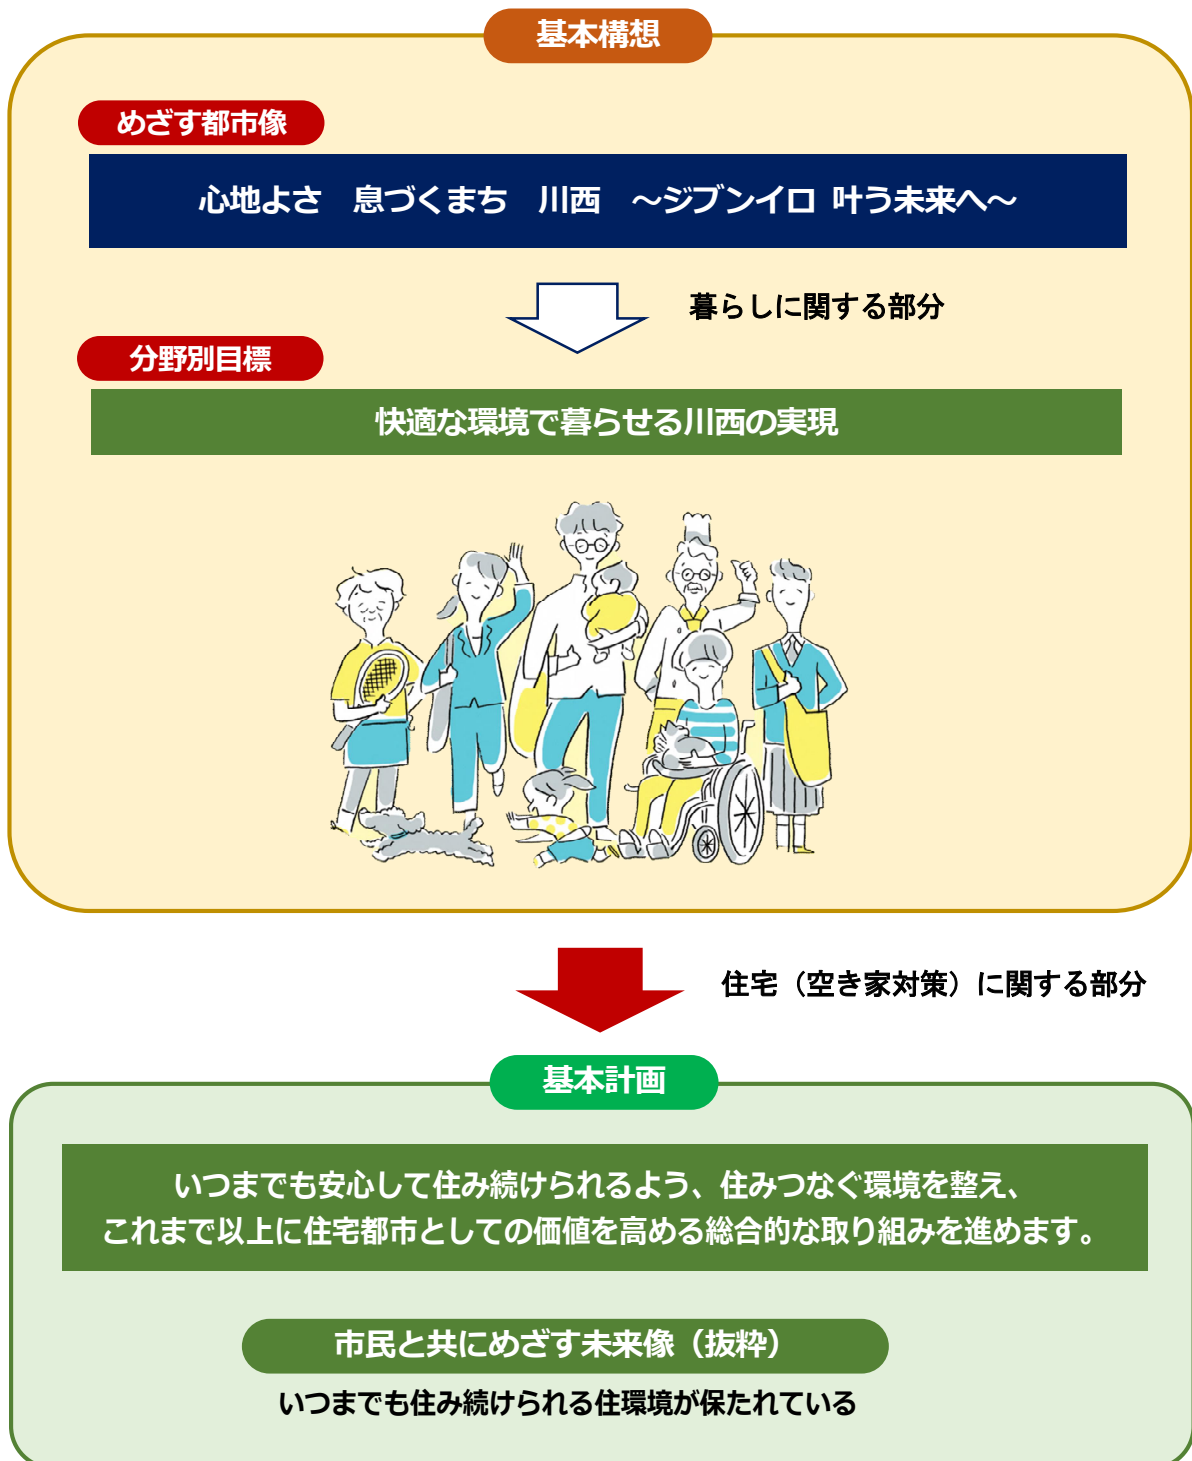 基本構想
めざす都市像
心地よさ　息づくまち　川西　～ジブンイロ 叶う未来へ～
暮らしに関する部分
分野別目標
快適な環境で暮らせる川西の実現
住宅（空き家対策）に関する部分
基本計画
いつまでも安心して住み続けられるよう、住みつなぐ環境を整え、
これまで以上に住宅都市としての価値を高める総合的な取り組みを進めます。
市民と共にめざす未来像（抜粋）
いつまでも住み続けられる住環境が保たれている